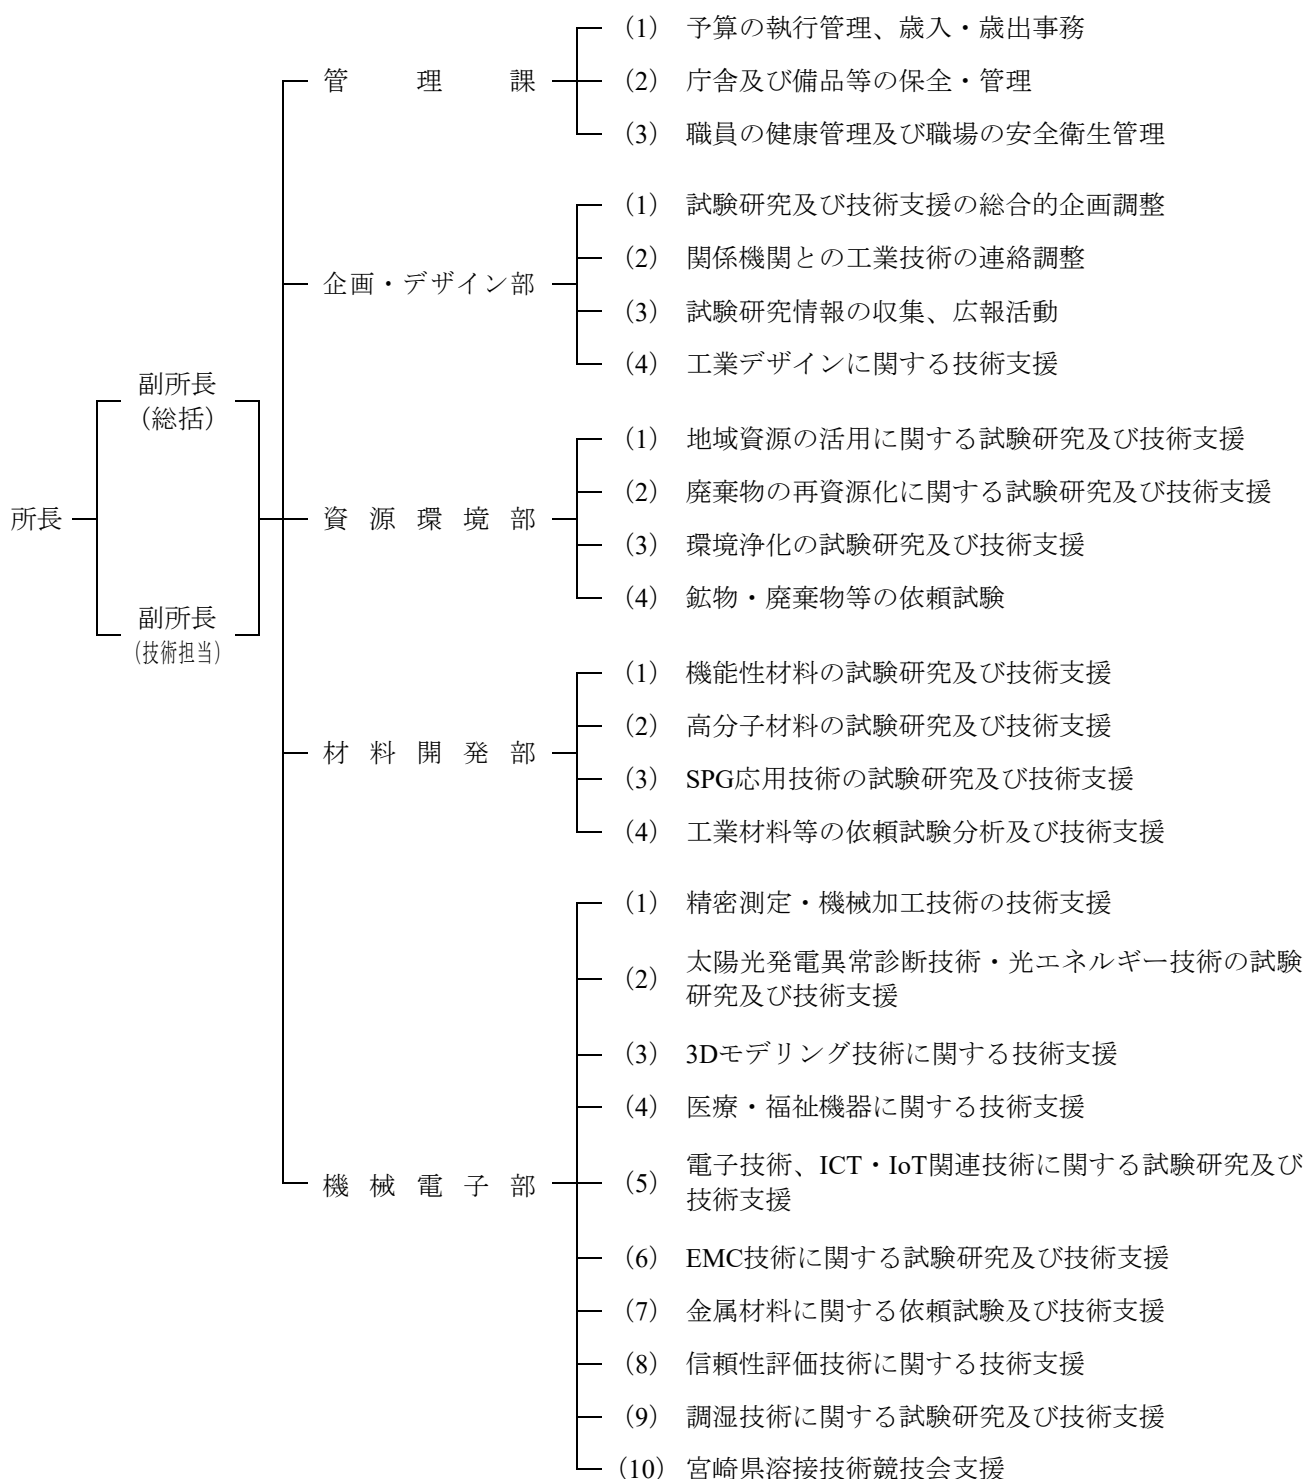 所長
副所長
（総括）
副所長
（技術担当）
管理課
（1） 予算の執行管理、歳入・歳出事務
（2） 庁舎及び備品等の保全・管理
（3） 職員の健康管理及び職場の安全衛生管理
企画・デザイン部
（1） 試験研究及び技術支援の総合的企画調整
（2） 関係機関との工業技術の連絡調整
（3） 試験研究情報の収集、広報活動
（4） 工業デザインに関する技術支援
資源環境部
（1） 地域資源の活用に関する試験研究及び技術支援
（2） 廃棄物の再資源化に関する試験研究及び技術支援
（3） 環境浄化の試験研究及び技術支援
（4） 鉱物・廃棄物等の依頼試験
材料開発部
（1） 機能性材料の試験研究及び技術支援
（2） 高分子材料の試験研究及び技術支援
（3） SPG応用技術の試験研究及び技術支援
（4） 工業材料等の依頼試験分析及び技術支援
機械電子部
（1） 精密測定・機械加工技術の技術支援
（2） 太陽光発電異常診断技術・光エネルギー技術の試験
研究及び技術支援
（3） 3Dモデリング技術に関する技術支援
（4） 医療・福祉機器に関する技術支援
（5） 電子技術、ICT・IoT関連技術に関する試験研究及び
技術支援
（6） EMC技術に関する試験研究及び技術支援
（7） 金属材料に関する依頼試験及び技術支援
（8） 信頼性評価技術に関する技術支援
（9） 調湿技術に関する試験研究及び技術支援
（10） 宮崎県溶接技術競技会支援